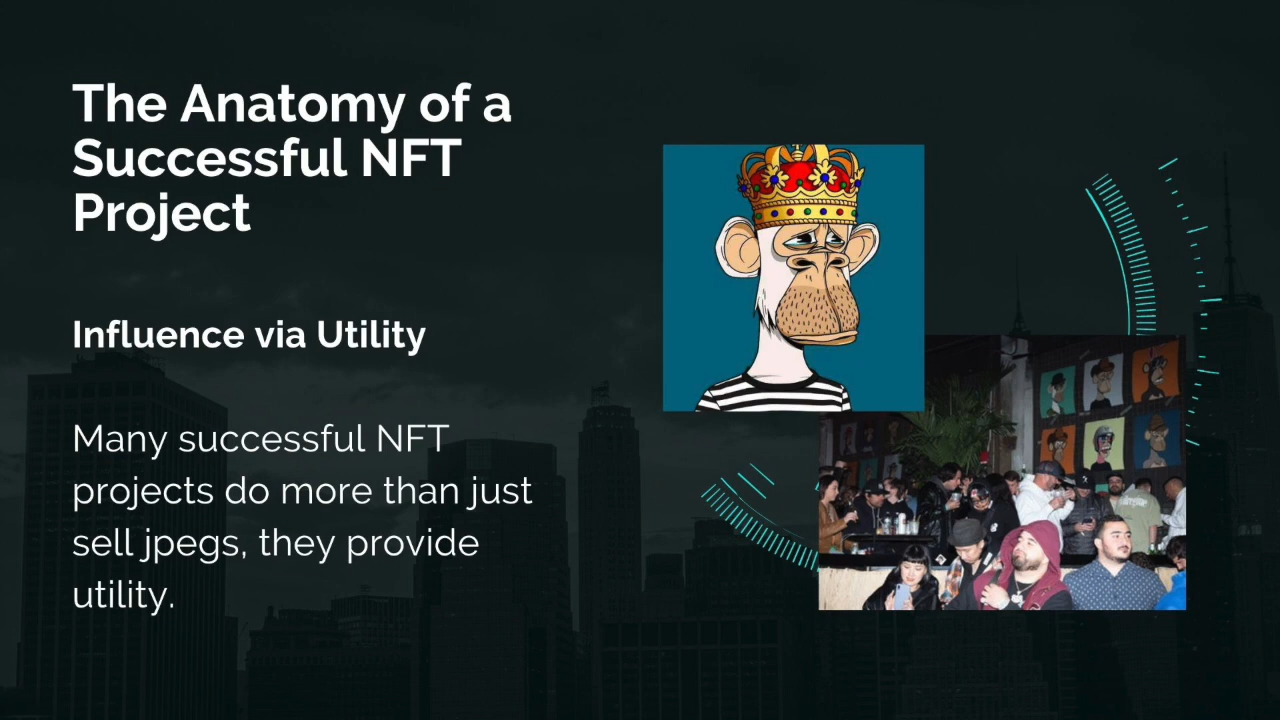 The Anatomy of a
Successful NFT
Project
Influence via Utility
Many successful NFT
projects do more than just
sell jpegs, they provide
utility.